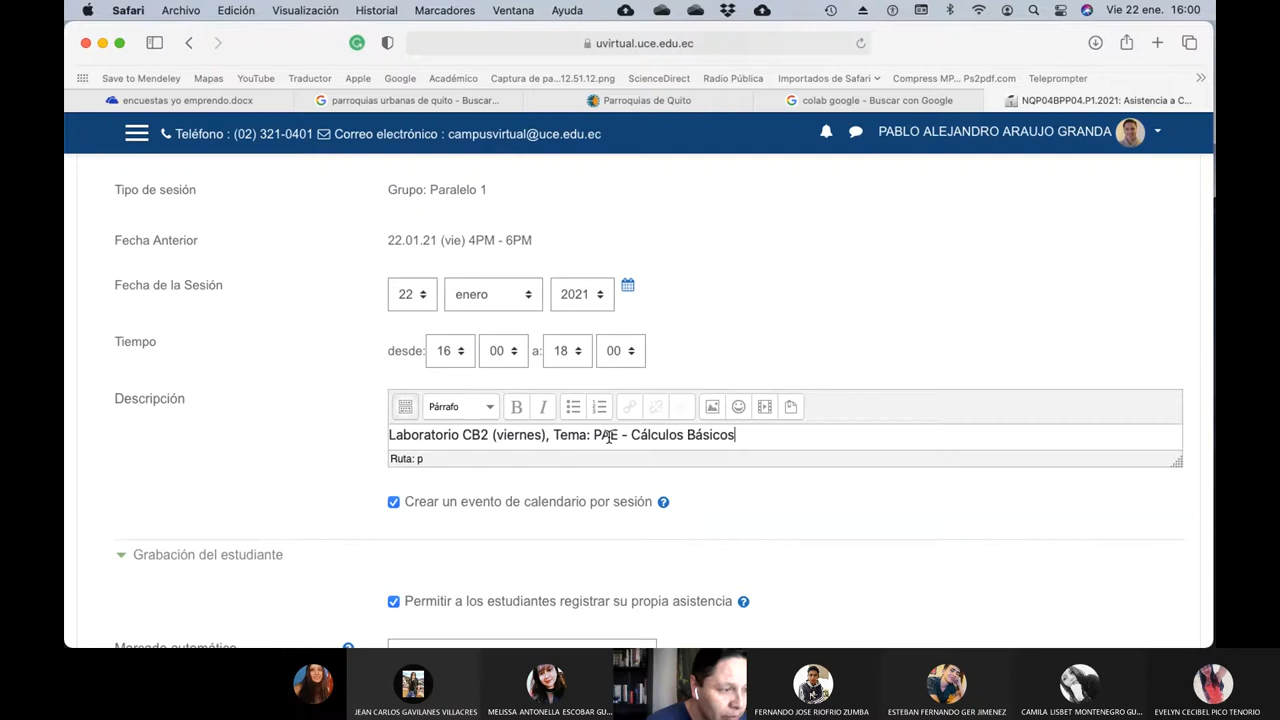 Safari Archivo Edición Visualización Historial Marcadores Ventana Ayuda Vie 22 ene. 16:00
uvirtual.uce.edu.ec
Save to Mendeley Mapas YouTube Traductor Apple Google Académico Captura de pa...12.51.12.png ScienceDirect Radio Pública Importados de Safari Compress MP... Ps2pdf.com Teleprompter
encuestas yo emprendo.docx parroquias urbanas de quito - Buscar... Parroquias de Quito colab google - Buscar con Google NQP04BPP04.P1.2021: Asistencia a C...
Teléfono : (02) 321-0401 Correo electrónico : campusvirtual@uce.edu.ec PABLO ALEJANDRO ARAUJO GRANDA
Tipo de sesión Grupo: Paralelo 1
Fecha Anterior 22.01.21 (vie) 4PM - 6PM
Fecha de la Sesión 22 enero 2021
Tiempo desde: 16 00 a: 18 00
Descripción Párrafo B I
Laboratorio CB2 (viernes), Tema: PAE - Cálculos Básicos
Ruta: p
Crear un evento de calendario por sesión
Grabación del estudiante
Permitir a los estudiantes registrar su propia asistencia
Marcado automático
JEAN CARLOS GAVILANES VILLACRES MELISSA ANTONELLA ESCOBAR GU... FERNANDO JOSE RIOFRIO ZUMBA ESTEBAN FERNANDO GER JIMENEZ CAMILA LISBET MONTENEGRO GU... EVELYN CECIBEL PICO TENORIO